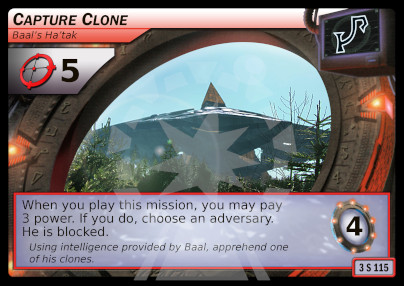 CAPTURE CLONE
Baal's Ha'tak
5
When you play this mission, you may pay
3 power. If you do, choose an adversary.
He is blocked.
Using intelligence provided by Baal, apprehend one
of his clones.
4
3 S 115